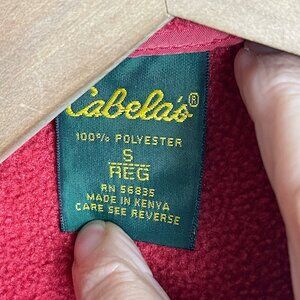 Cabela's®
100% POLYESTER
S
REG
RN 56835
MADE IN KENYA
CARE SEE REVERSE